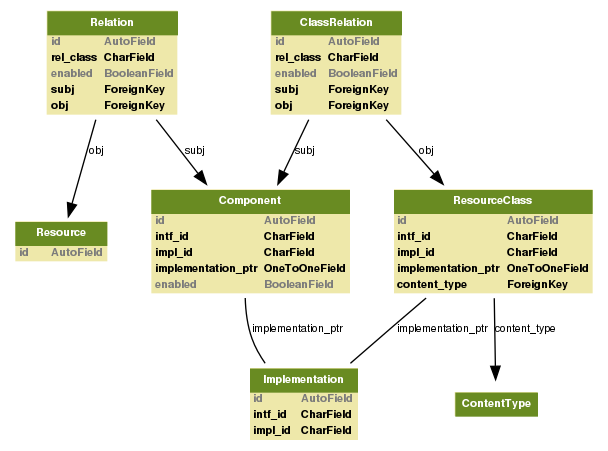 Relation
id AutoField
rel_class CharField
enabled BooleanField
subj ForeignKey
obj ForeignKey
ClassRelation
id AutoField
rel_class CharField
enabled BooleanField
subj ForeignKey
obj ForeignKey
obj
subj
subj
obj
Resource
id AutoField
Component
id AutoField
intf_id CharField
impl_id CharField
implementation_ptr OneToOneField
enabled BooleanField
ResourceClass
id AutoField
intf_id CharField
impl_id CharField
implementation_ptr OneToOneField
content_type ForeignKey
implementation_ptr
implementation_ptr
content_type
Implementation
id AutoField
intf_id CharField
impl_id CharField
ContentType